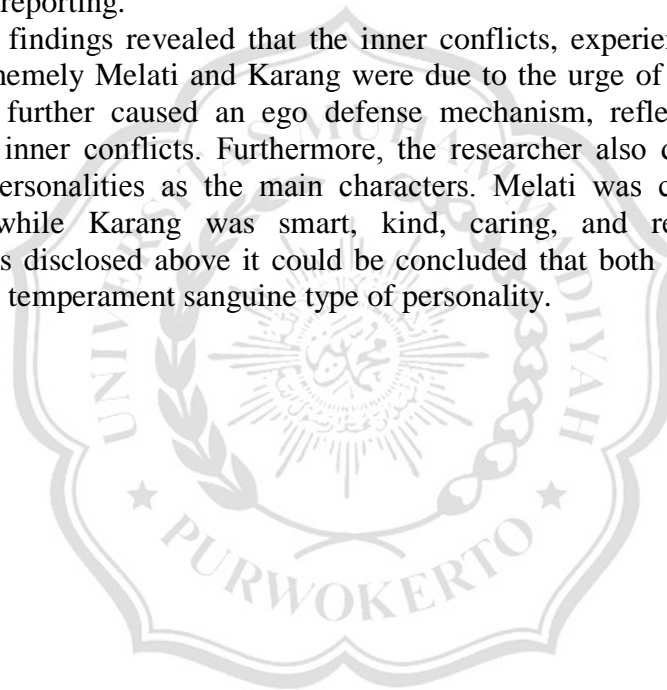 reporting.
findings revealed that the inner conflicts, experien
nemely Melati and Karang were due to the urge of
further caused an ego defense mechanism, refle
inner conflicts. Furthermore, the researcher also c
ersonalities as the main characters. Melati was c
while Karang was smart, kind, caring, and re
s disclosed above it could be concluded that both
temperament sanguine type of personality.
UNIVERSITAS MUHAMMADIYAH
PURWOKERTO